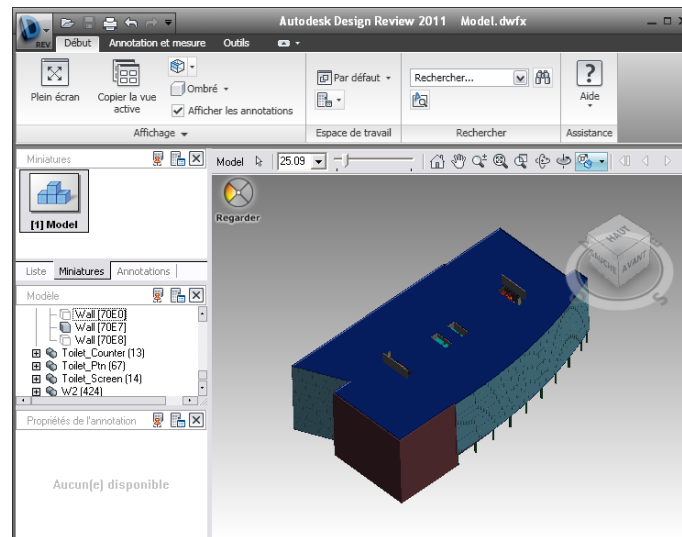 Autodesk Design Review 2011 Model.dwfx
REV Début Annotation et mesure Outils
Plein écran
Copier la vue active
Ombré
Afficher les annotations
Affichage
Par défaut
Espace de travail
Rechercher...
Rechercher
?
Aide
Assistance
Miniatures
[1] Model
Liste Miniatures Annotations
Modèle
Wall [70E0]
Wall [70E7]
Wall [70E8]
Toilet_Counter (13)
Toilet_Ptn (67)
Toilet_Screen (14)
W2 (424)
Propriétés de l'annotation
Aucun(e) disponible
Model 25.09
Regarder
HAUT
GAUCHE AVANT
S